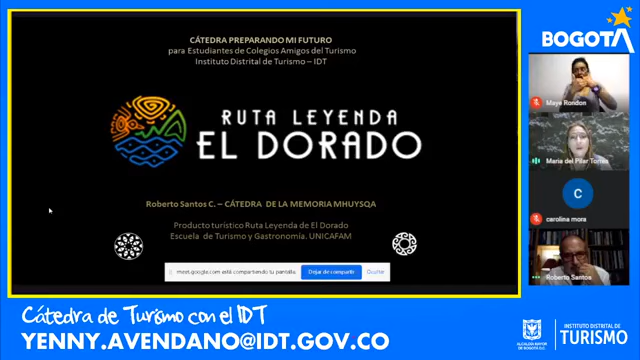 CÁTEDRA PREPARANDO MI FUTURO
para Estudiantes de Colegios Amigos del Turismo
Instituto Distrital de Turismo – IDT
RUTA LEYENDA
EL DORADO
Roberto Santos C. – CÁTEDRA DE LA MEMORIA MHUYSQA
Producto turístico Ruta Leyenda de El Dorado
Escuela de Turismo y Gastronomía. UNICAFAM
meet.google.com está compartiendo tu pantalla.
Dejar de compartir
Ocultar
BOGOTÁ
Maye Rondon
Maria del Pilar Torres
C
carolina mora
Roberto Santos
Cátedra de Turismo con el IDT
YENNY.AVENDANO@IDT.GOV.CO
ALCALDÍA MAYOR
DE BOGOTÁ D.C.
INSTITUTO DISTRITAL DE
TURISMO